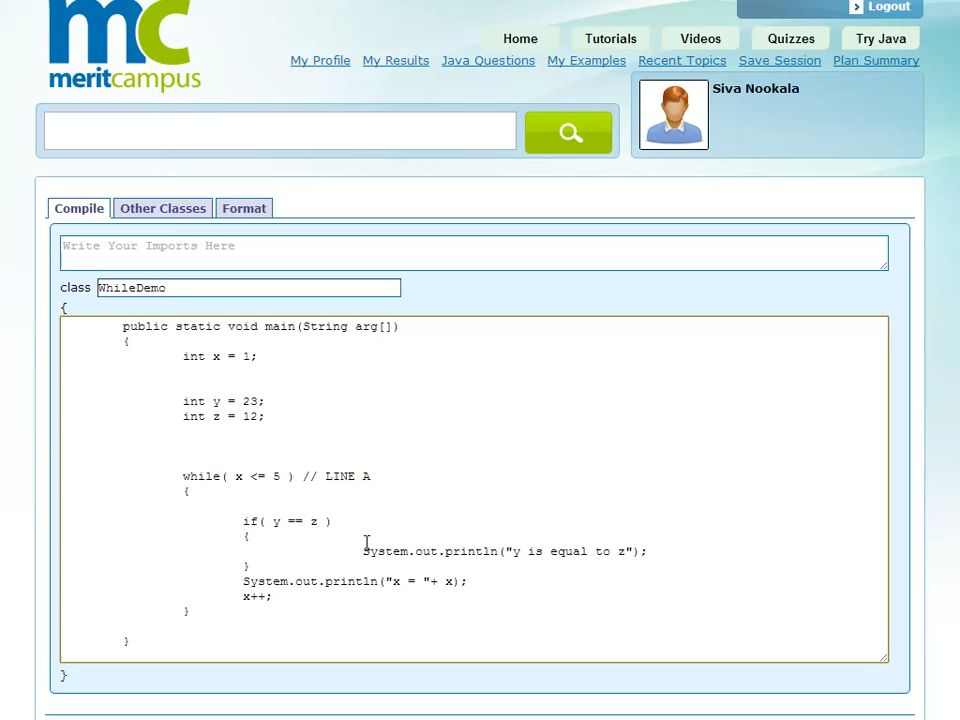 Logout
mc
meritcampus
Home Tutorials Videos Quizzes Try Java
My Profile My Results Java Questions My Examples Recent Topics Save Session Plan Summary
Siva Nookala
Compile Other Classes Format
Write Your Imports Here
class WhileDemo
{
public static void main(String arg[])
{
int x = 1;
int y = 23;
int z = 12;
while( x <= 5 ) // LINE A
{
if( y == z )
{
System.out.println("y is equal to z");
}
System.out.println("x = "+ x);
x++;
}
}
}